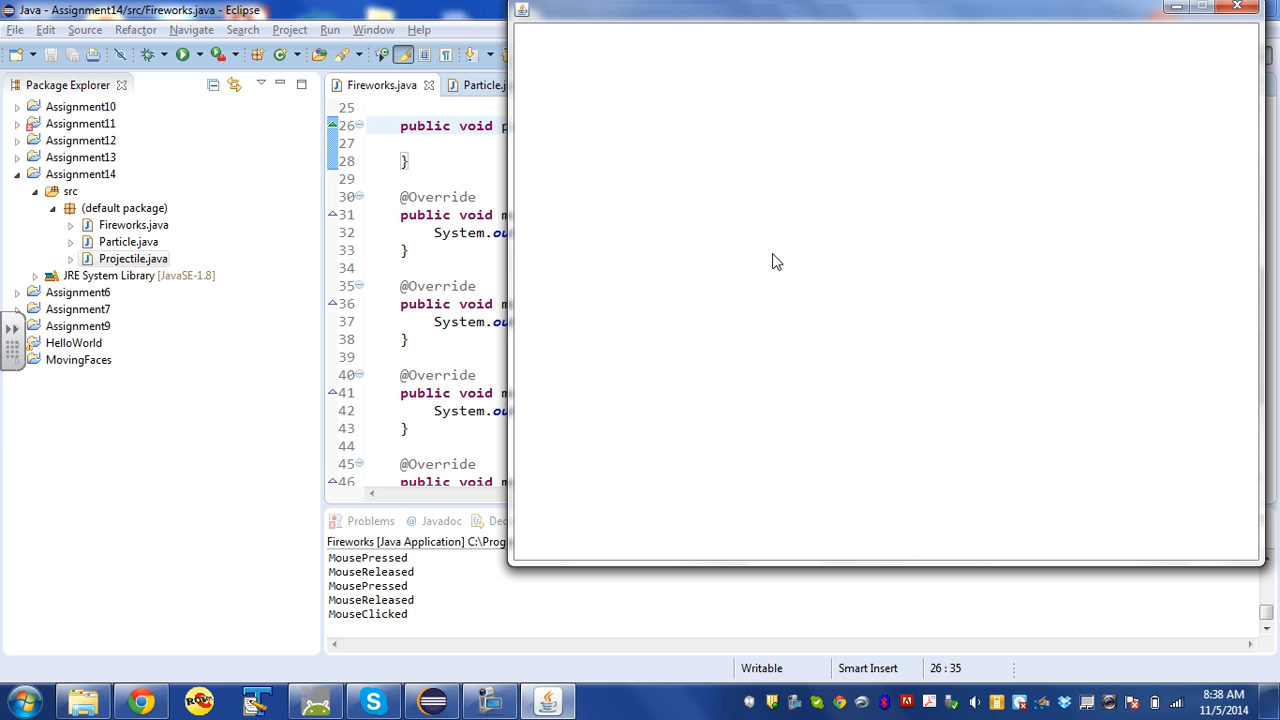 Java - Assignment14/src/Fireworks.java - Eclipse
File Edit Source Refactor Navigate Search Project Run Window Help
Package Explorer
Fireworks.java
Particle.j
Assignment10
Assignment11
Assignment12
Assignment13
Assignment14
src
(default package)
Fireworks.java
Particle.java
Projectile.java
JRE System Library [JavaSE-1.8]
Assignment6
Assignment7
Assignment9
HelloWorld
MovingFaces
25
26 public void p
27
28 }
29
30 @Override
31 public void m
32 System.ou
33 }
34
35 @Override
36 public void m
37 System.ou
38 }
39
40 @Override
41 public void m
42 System.ou
43 }
44
45 @Override
46 public void m
Problems @ Javadoc Dec
Fireworks [Java Application] C:\Prog
MousePressed
MouseReleased
MousePressed
MouseReleased
MouseClicked
Writable Smart Insert 26 : 35
8:38 AM
11/5/2014